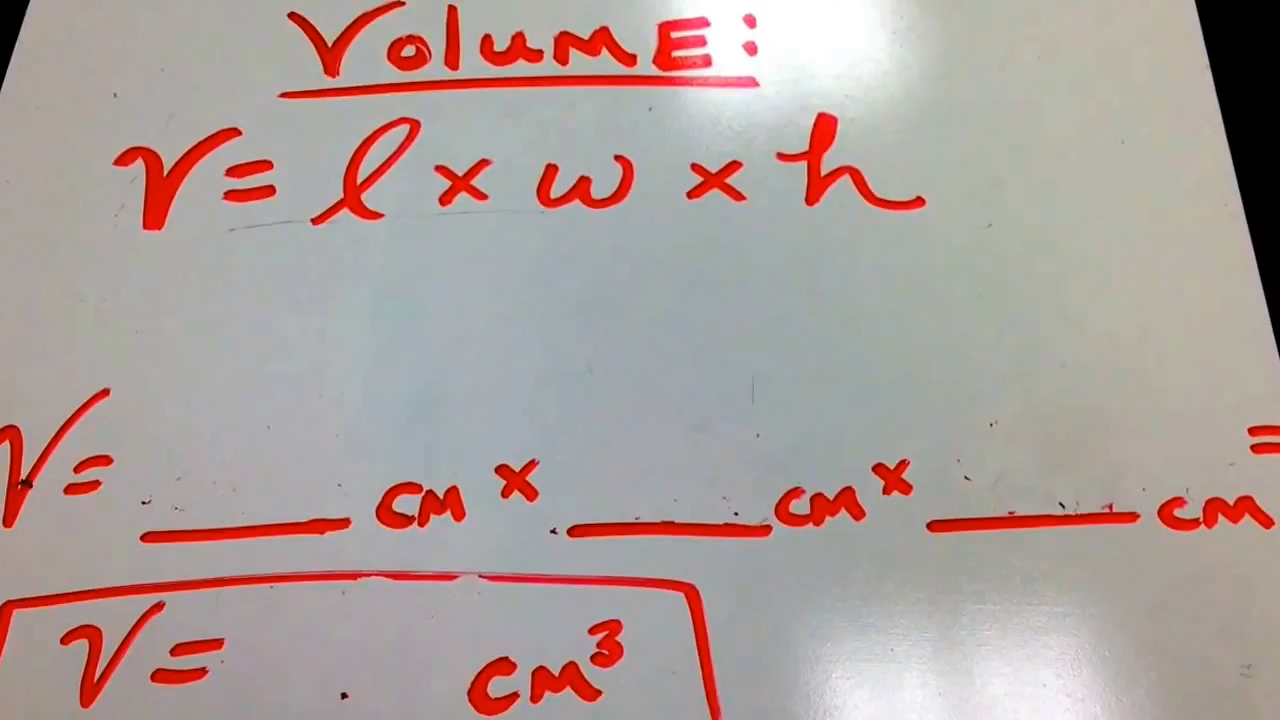 Volume:
V = l x w x h
V = ____ cm x ____ cm x ____ cm =
V = cm³